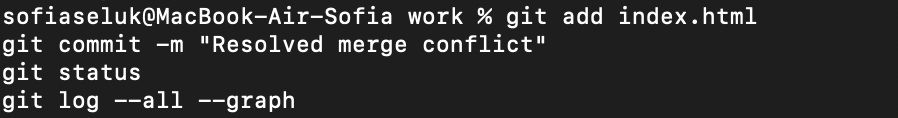 sofiaseluk@MacBook-Air-Sofia work % git add index.html
git commit -m "Resolved merge conflict"
git status
git log --all --graph